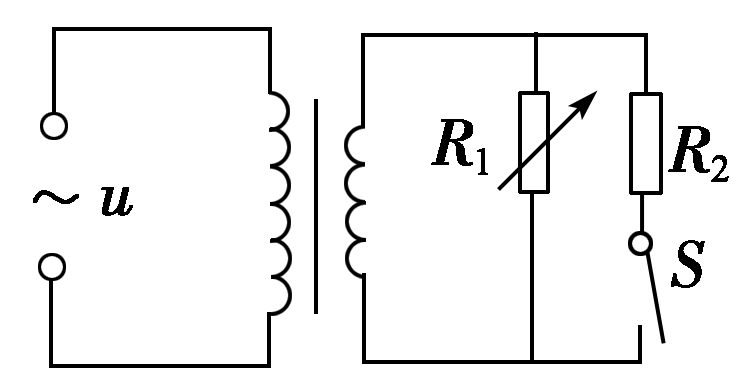 R₁
R₂
~ u
S